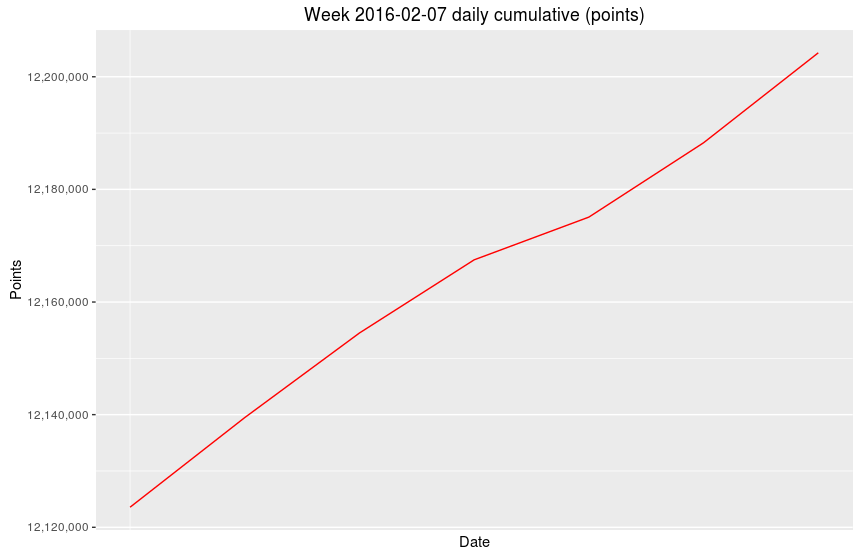 Week 2016-02-07 daily cumulative (points)
12,200,000
12,180,000
12,160,000
12,140,000
12,120,000
Points
Date